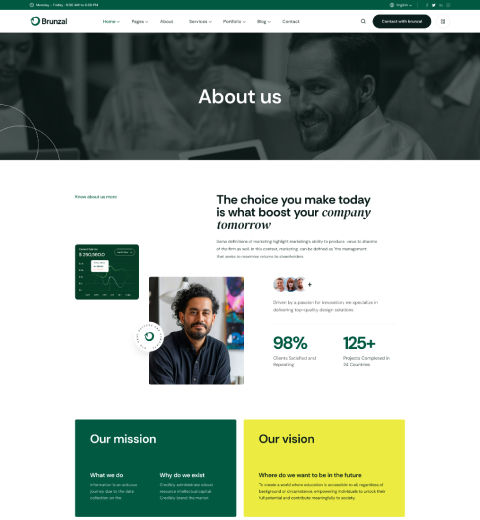 Monday - Friday : 9:00 AM to 6:00 PM
English
Brunzal
Home
Pages
About
Services
Portfolio
Blog
Contact
Contact with brunzal
About us
Know about us more
The choice you make today
is what boost your company
tomorrow
Some definitions of marketing highlight marketing's ability to produce value to
of the firm as well. In this context, marketing can be defined as "the management
that seeks to maximize returns to shareholders.
+
Driven by a passion for innovation, we specialize in
delivering top-quality design solutions.
98%
Clients Satisfied and
Repeating
125+
Projects Completed in
24 Countries
Our mission
What we do
Information is an arduous
journey due to the data
collection on the
Why do we exist
Credibly administrate robust
resource intellectual capital.
Credibly brand the market
Our vision
Where do we want to be in the future
To create a world where education is accessible to all, regardless of
background or circumstance, empowering individuals to unlock their
full potential and contribute meaningfully to society